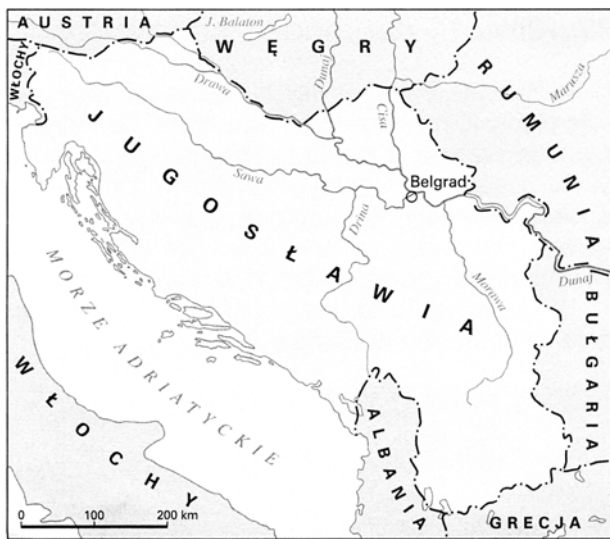 AUSTRIA
J. Balaton
WĘGRY
WŁOCHY
Drawa
Dunaj
Cisa
Marusza
RUMUNIA
JUGOSŁAWIA
Sawa
Belgrad
Drina
Morawa
Dunaj
BUŁGARIA
MORZE ADRIATYCKIE
WŁOCHY
ALBANIA
GRECJA
0 100 200 km